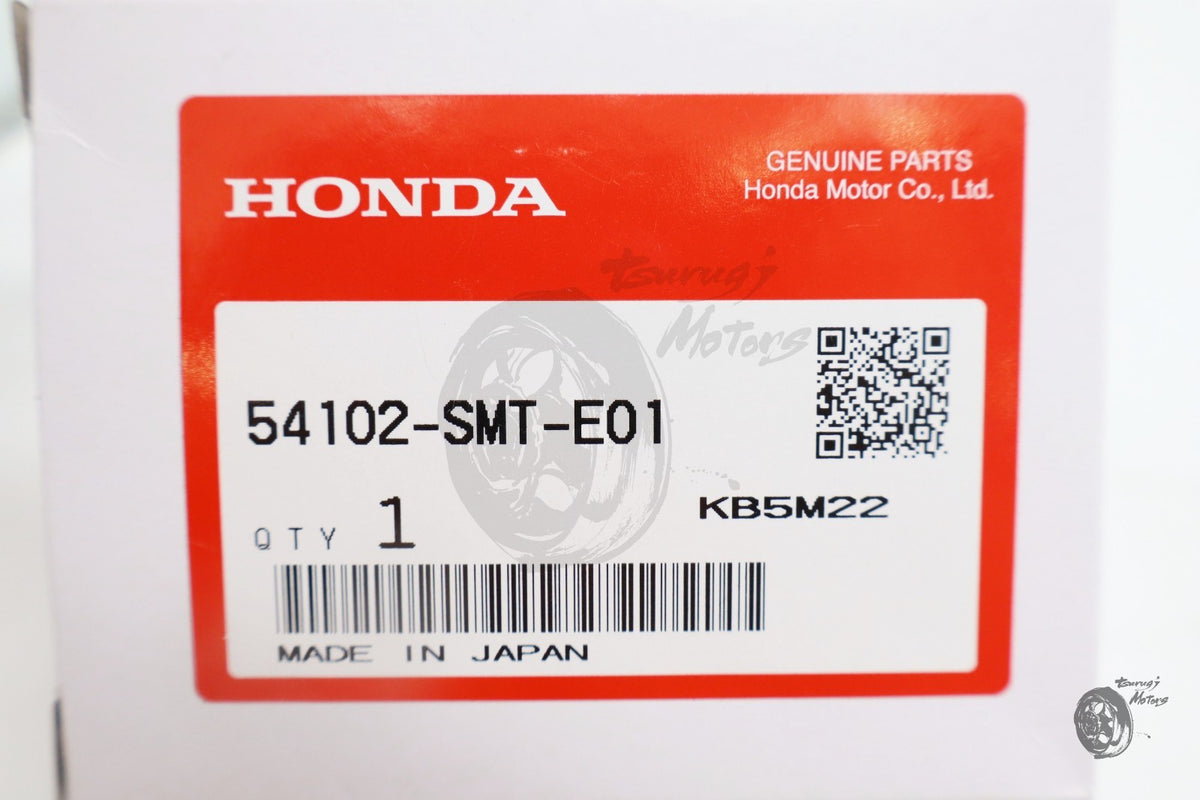 HONDA
GENUINE PARTS
Honda Motor Co., Ltd.
tsurugi
Motors
54102-SMT-E01
QTY 1
KB5M22
MADE IN JAPAN
tsurugi
Motors